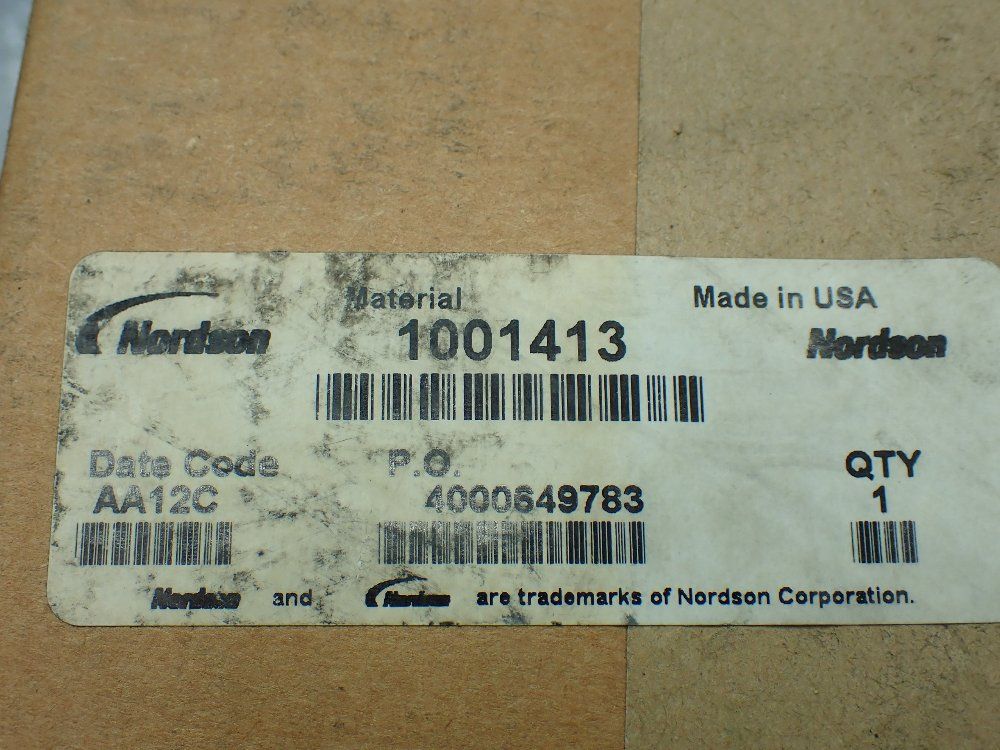 Material Made in USA
Nordson 1001413 Nordson
Date Code P.O. QTY
AA12C 4000649783 1
Nordson and Nordson are trademarks of Nordson Corporation.